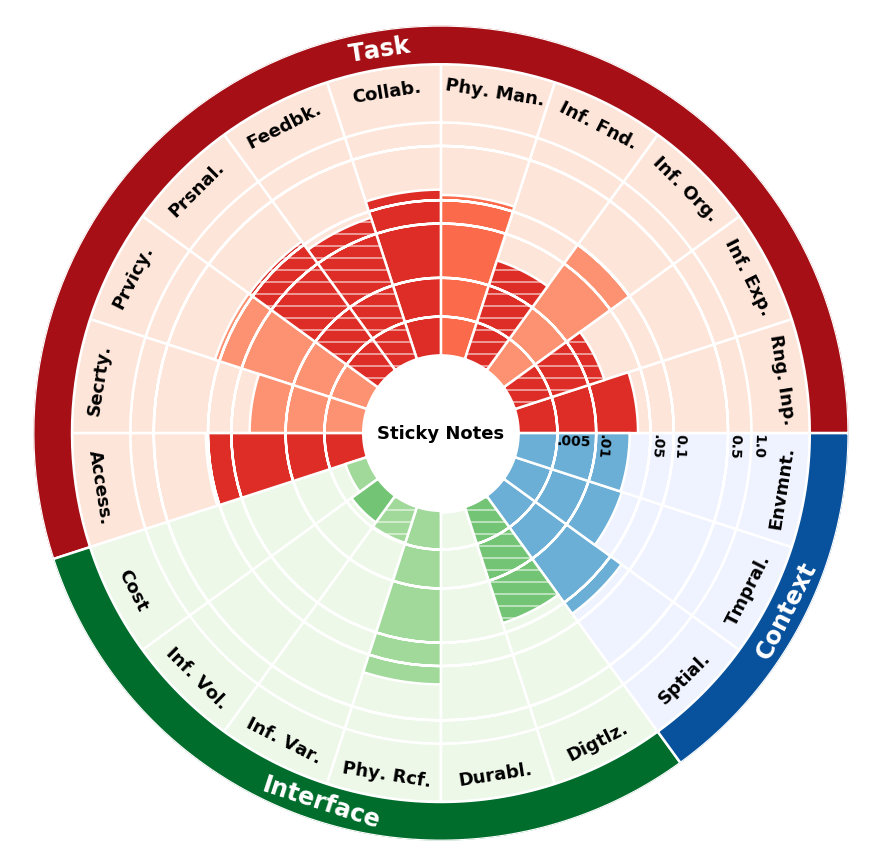 Task
Collab.
Phy. Man.
Feedbk.
Inf. Fnd.
Prsnal.
Inf. Org.
Prvicy.
Inf. Exp.
Secrty.
Rng. Inp.
Sticky Notes
.005
.01
.05
0.1
0.5
1.0
Access.
Envmnt.
Cost
Tmpral.
Context
Inf. Vol.
Sptial.
Inf. Var.
Digtlz.
Phy. Rcf.
Durabl.
Interface